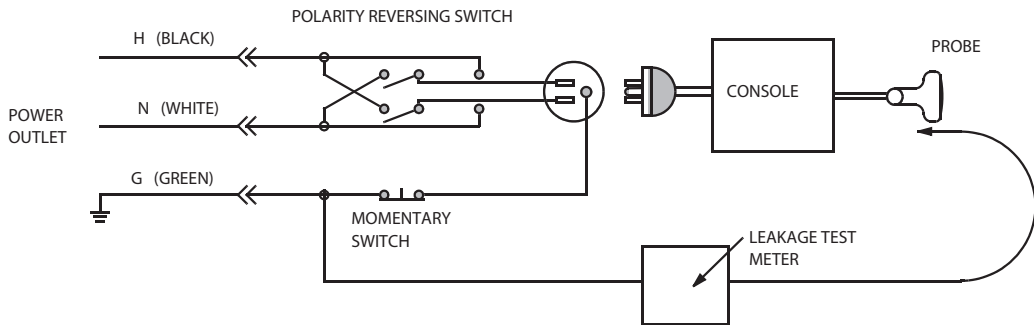 POLARITY REVERSING SWITCH
H (BLACK)
PROBE
CONSOLE
N (WHITE)
POWER
OUTLET
G (GREEN)
MOMENTARY
SWITCH
LEAKAGE TEST
METER